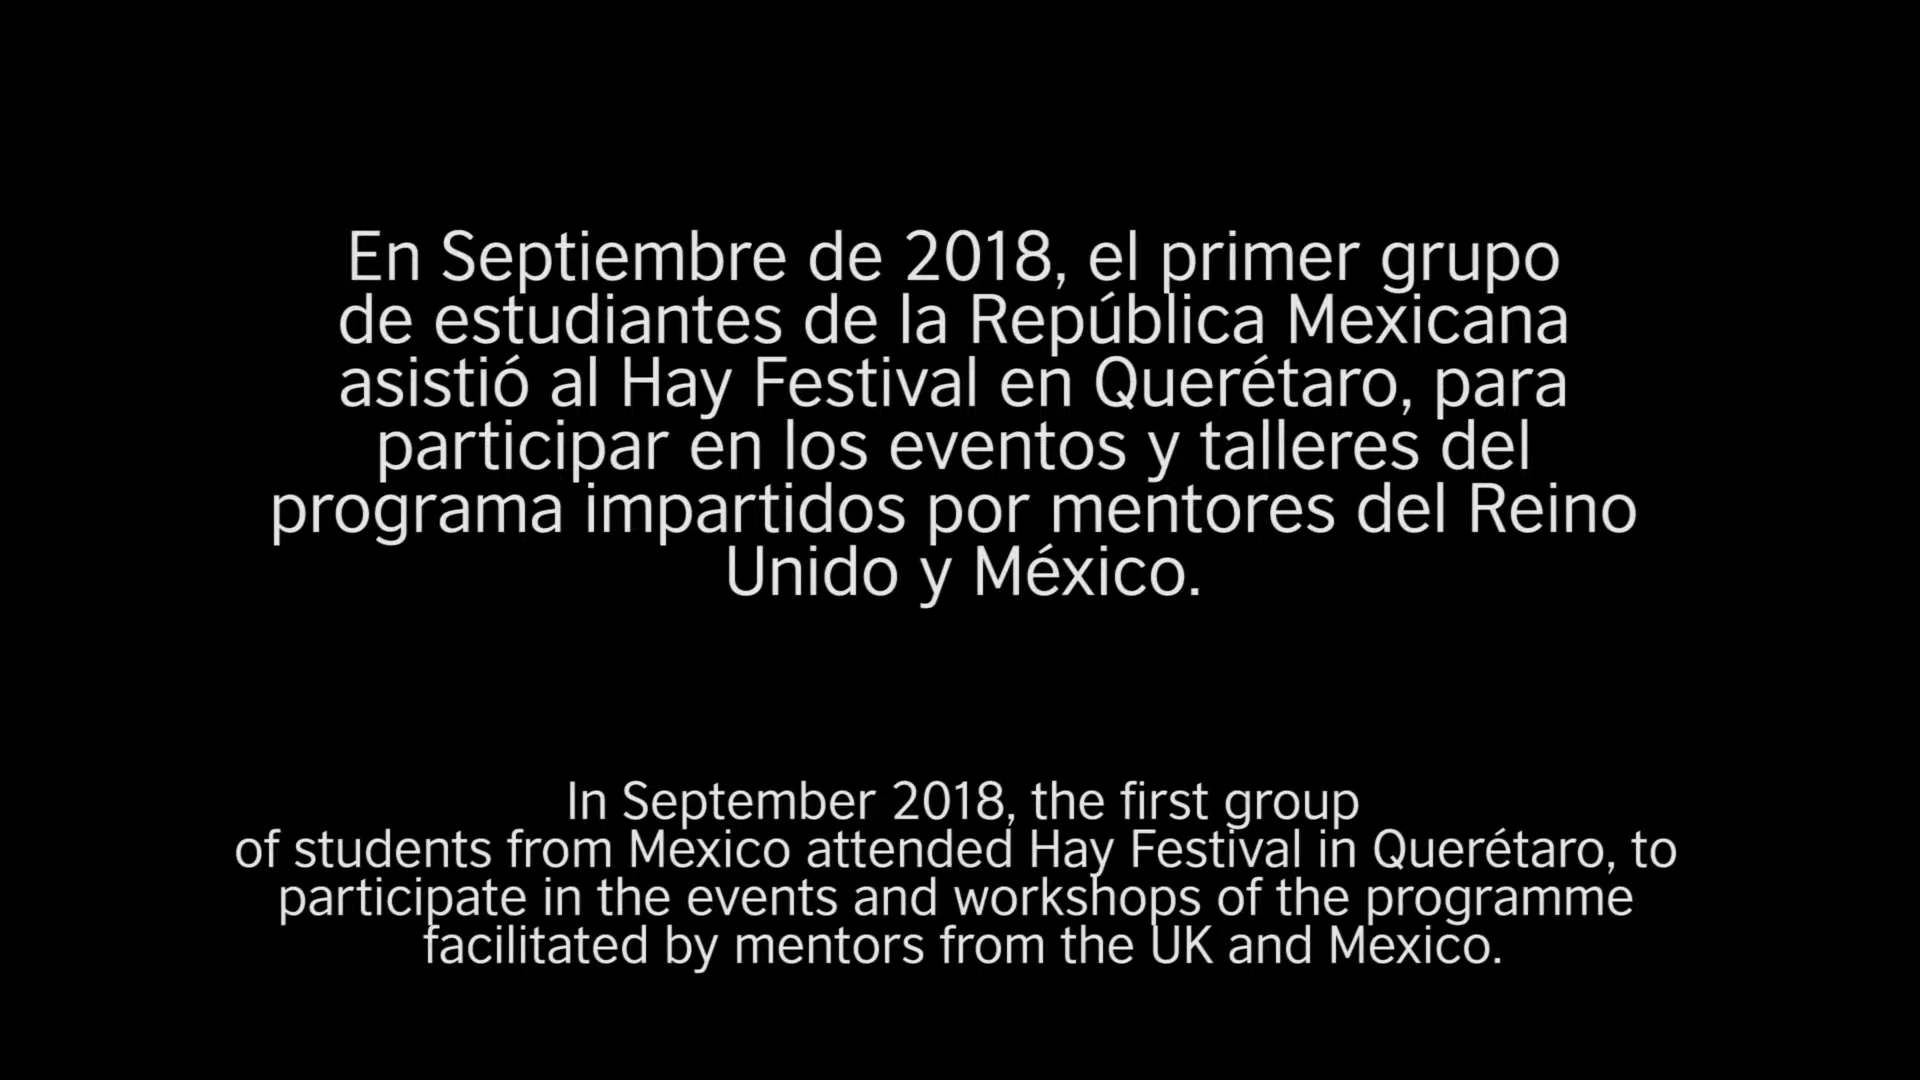 En Septiembre de 2018, el primer grupo
de estudiantes de la República Mexicana
asistió al Hay Festival en Querétaro, para
participar en los eventos y talleres del
programa impartidos por mentores del Reino
Unido y México.
In September 2018, the first group
of students from Mexico attended Hay Festival in Querétaro, to
participate in the events and workshops of the programme
facilitated by mentors from the UK and Mexico.